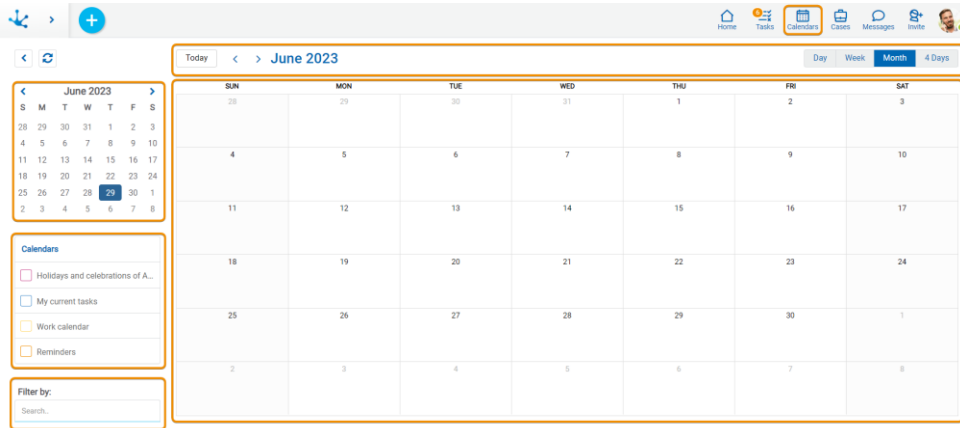 6
Home Tasks Calendars Cases Messages Invite
Today June 2023 Day Week Month 4 Days
June 2023
S M T W T F S
28 29 30 31 1 2 3
4 5 6 7 8 9 10
11 12 13 14 15 16 17
18 19 20 21 22 23 24
25 26 27 28 29 30 1
2 3 4 5 6 7 8
Calendars
Holidays and celebrations of A...
My current tasks
Work calendar
Reminders
Filter by:
Search..
SUN MON TUE WED THU FRI SAT
28 29 30 31 1 2 3
4 5 6 7 8 9 10
11 12 13 14 15 16 17
18 19 20 21 22 23 24
25 26 27 28 29 30 1
2 3 4 5 6 7 8